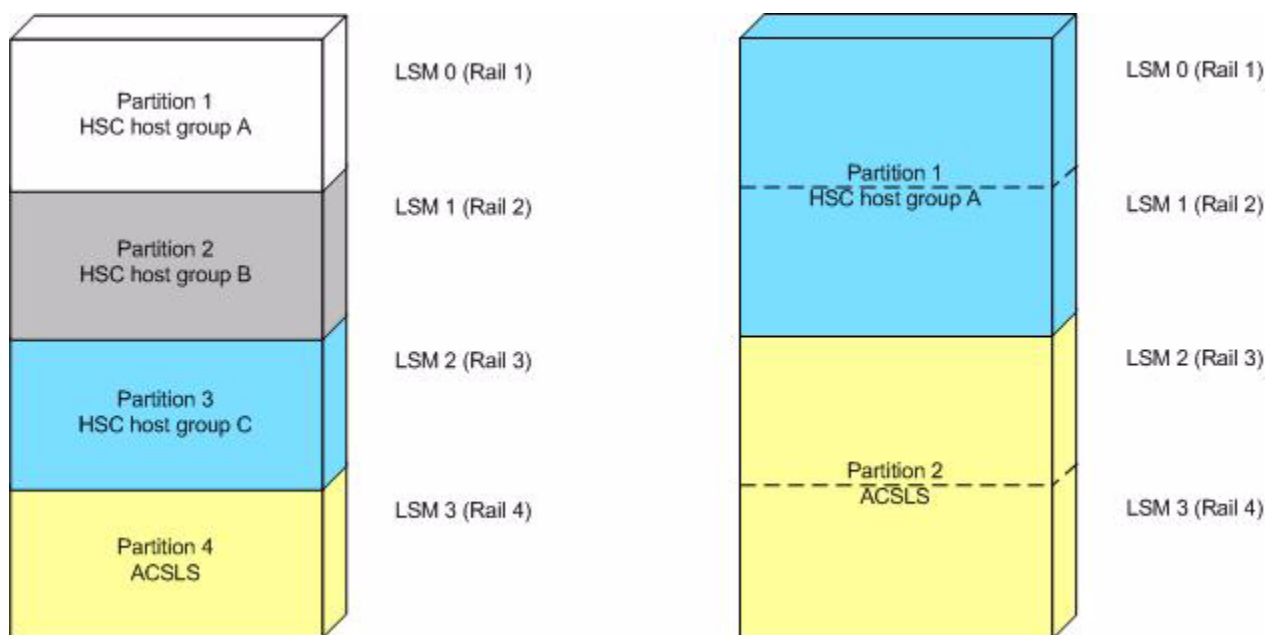 Partition 1
HSC host group A
LSM 0 (Rail 1)
Partition 2
HSC host group B
LSM 1 (Rail 2)
Partition 3
HSC host group C
LSM 2 (Rail 3)
Partition 4
ACSLS
LSM 3 (Rail 4)
Partition 1
HSC host group A
LSM 0 (Rail 1)
LSM 1 (Rail 2)
Partition 2
ACSLS
LSM 2 (Rail 3)
LSM 3 (Rail 4)